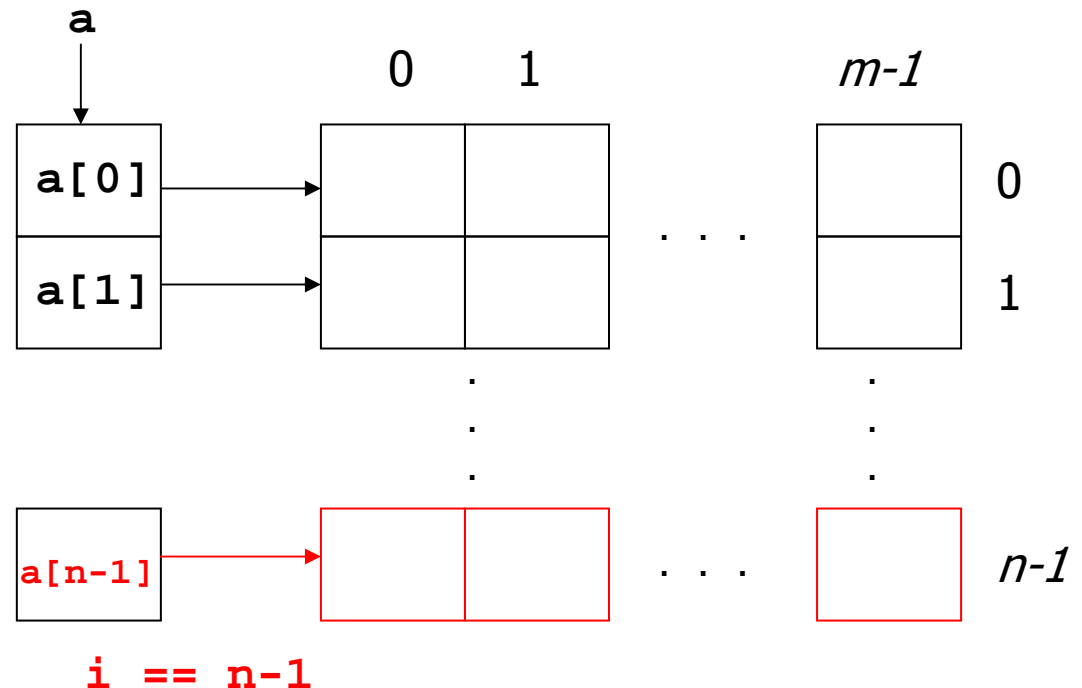 a
0 1 m-1
a[0] 0
. . .
a[1] 1
. .
. .
. .
a[n-1] . . . n-1
i == n-1